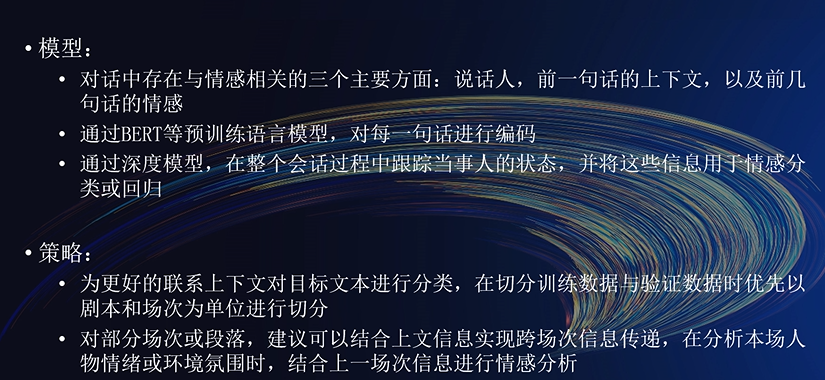 • 模型：
• 对话中存在与情感相关的三个主要方面：说话人，前一句话的上下文，以及前几
句话的情感
• 通过BERT等预训练语言模型，对每一句话进行编码
• 通过深度模型，在整个会话过程中跟踪当事人的状态，并将这些信息用于情感分
类或回归
• 策略：
• 为更好的联系上下文对目标文本进行分类，在切分训练数据与验证数据时优先以
剧本和场次为单位进行切分
• 对部分场次或段落，建议可以结合上文信息实现跨场次信息传递，在分析本场人
物情绪或环境氛围时，结合上一场次信息进行情感分析